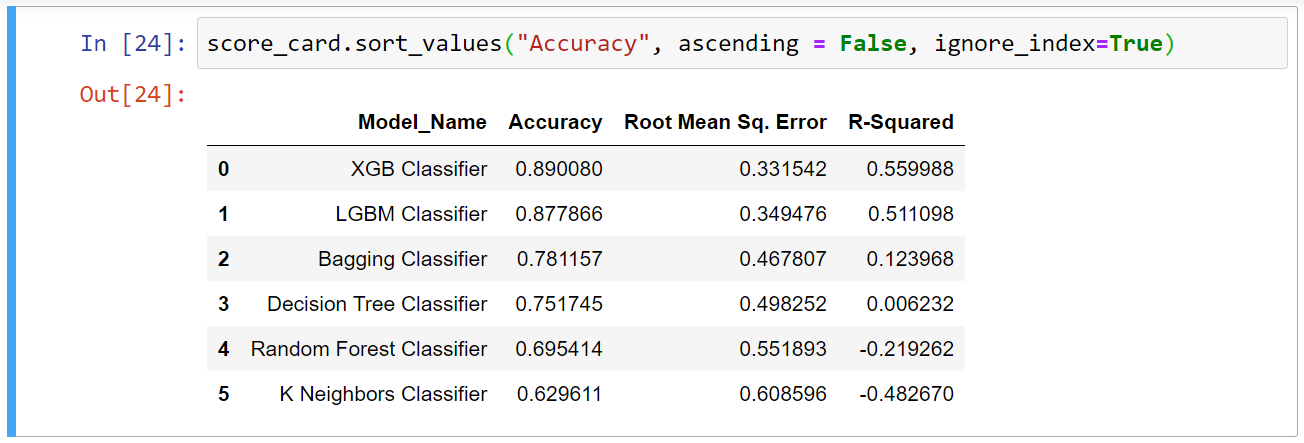 In [24]: score_card.sort_values("Accuracy", ascending = False, ignore_index=True)
Out[24]:
Model_Name Accuracy Root Mean Sq. Error R-Squared
0 XGB Classifier 0.890080 0.331542 0.559988
1 LGBM Classifier 0.877866 0.349476 0.511098
2 Bagging Classifier 0.781157 0.467807 0.123968
3 Decision Tree Classifier 0.751745 0.498252 0.006232
4 Random Forest Classifier 0.695414 0.551893 -0.219262
5 K Neighbors Classifier 0.629611 0.608596 -0.482670